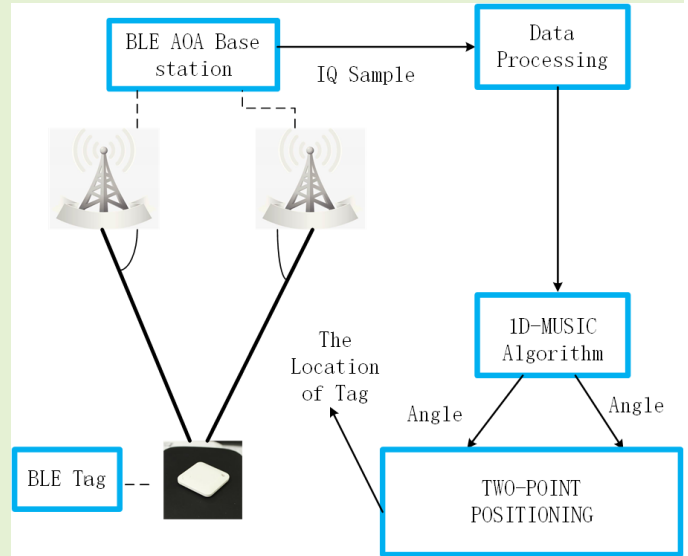 BLE AOA Base
station
IQ Sample
Data
Processing
1D-MUSIC
Algorithm
The
Location
of Tag
Angle
Angle
BLE Tag
TWO-POINT
POSITIONING